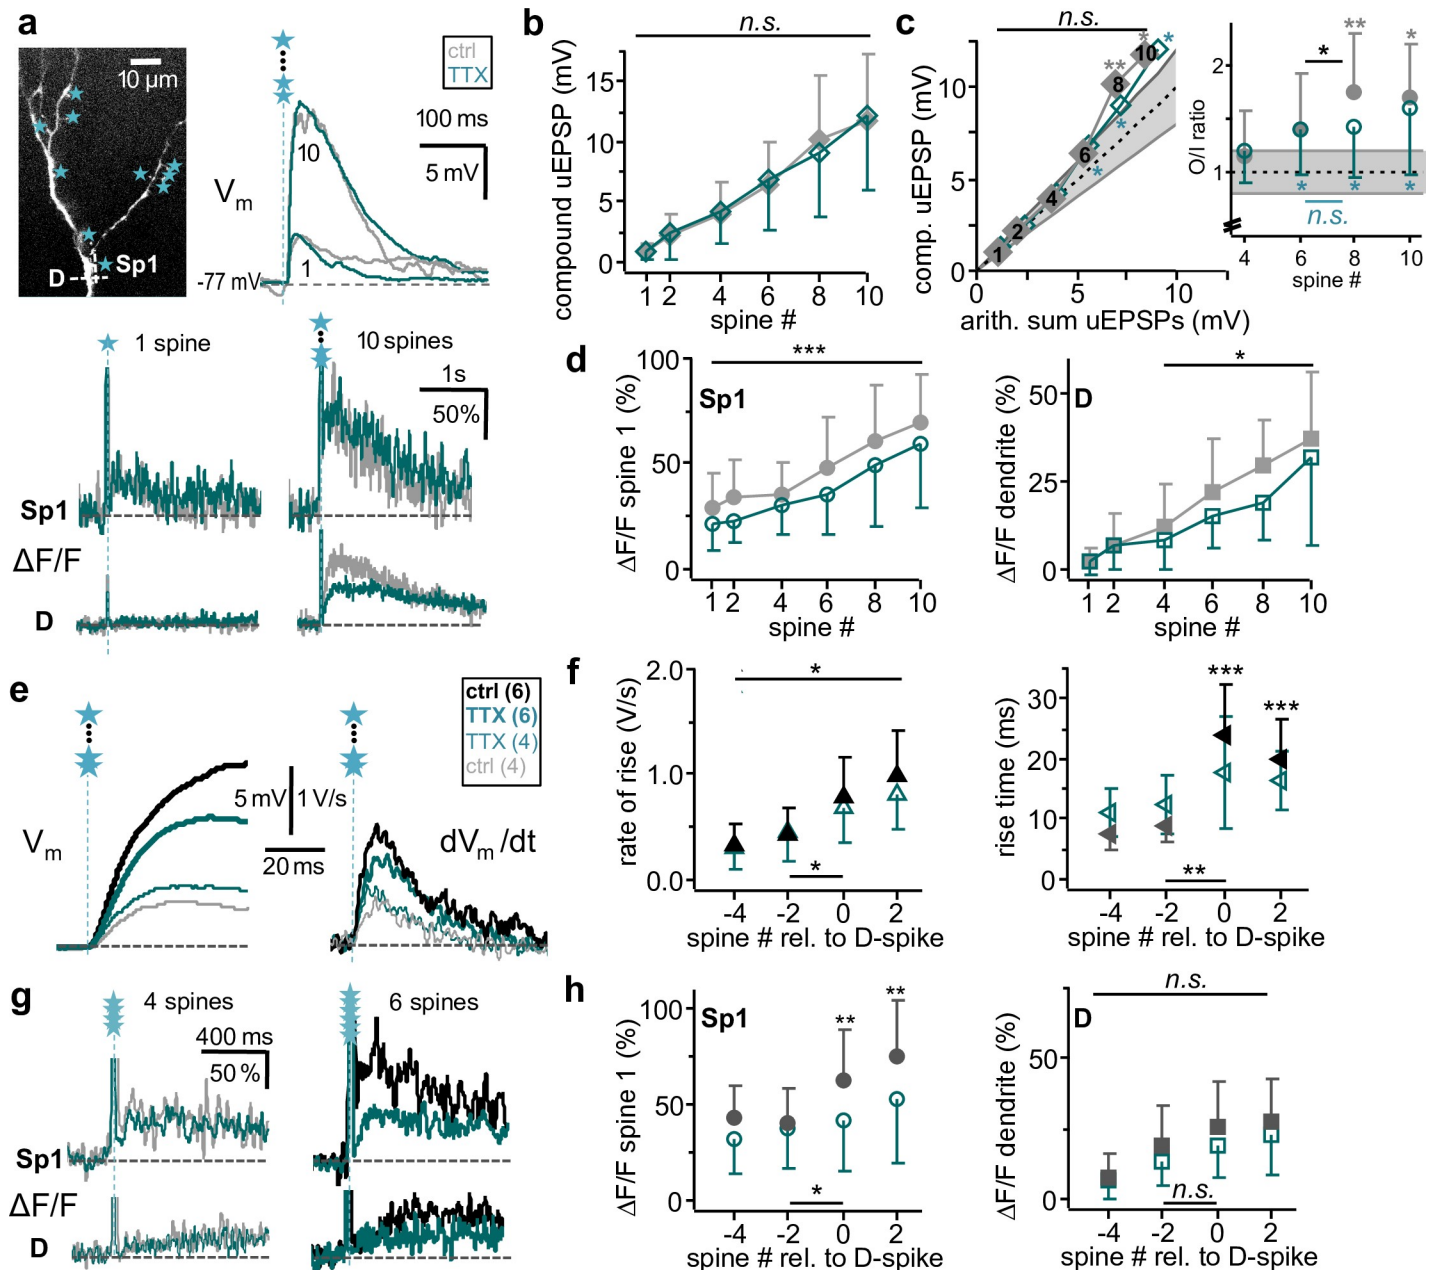 a
10 µm
D
Sp1
ctrl
TTX
100 ms
5 mV
Vm
10
1
-77 mV
1 spine
10 spines
1s
50%
Sp1
ΔF/F
D
b
n.s.
compound uEPSP (mV)
15
10
5
0
1 2 4 6 8 10
spine #
c
n.s.
comp. uEPSP (mV)
10
5
0
* *
10
**
8
*
6
*
4
2
1
0 5 10
arith. sum uEPSPs (mV)
O/I ratio
2
1
** *
*
* * *
n.s.
4 6 8 10
spine #
d
ΔF/F spine 1 (%)
100
50
0
***
Sp1
1 2 4 6 8 10
spine #
ΔF/F dendrite (%)
50
25
0
*
D
1 2 4 6 8 10
spine #
e
ctrl (6)
TTX (6)
TTX (4)
ctrl (4)
Vm
5 mV 1 V/s
20 ms
dVm/dt
f
rate of rise (V/s)
2.0
1.0
0.0
*
*
-4 -2 0 2
spine # rel. to D-spike
rise time (ms)
30
20
10
0
***
***
**
-4 -2 0 2
spine # rel. to D-spike
g
4 spines
6 spines
400 ms
50 %
Sp1
ΔF/F
D
h
ΔF/F spine 1 (%)
100
50
0
Sp1
**
**
*
-4 -2 0 2
spine # rel. to D-spike
n.s.
ΔF/F dendrite (%)
50
0
D
n.s.
-4 -2 0 2
spine # rel. to D-spike